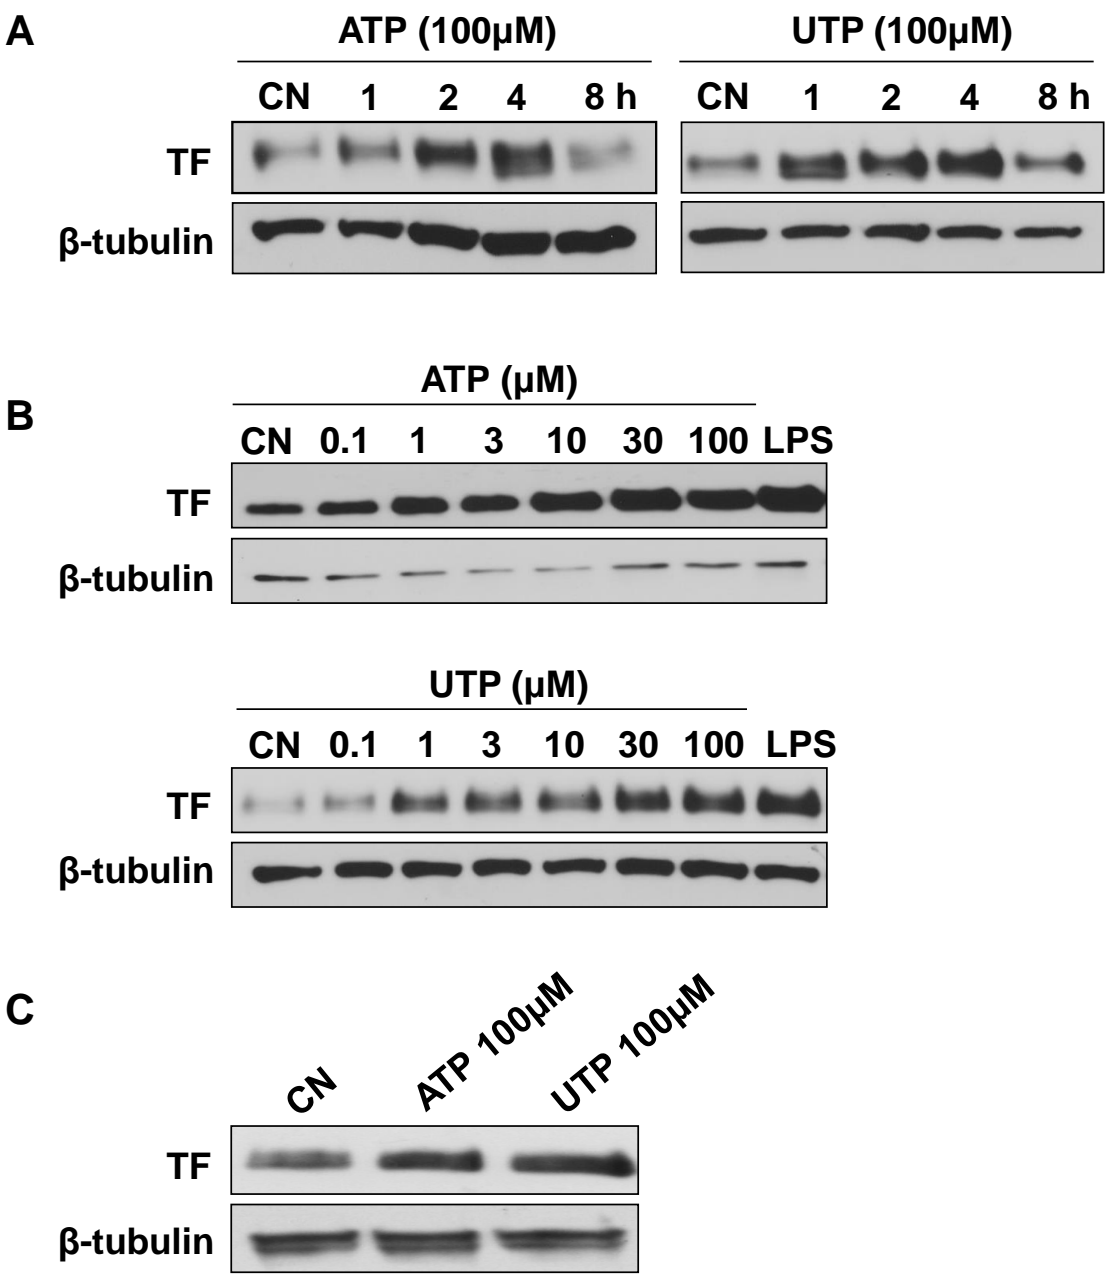 A
ATP (100µM) UTP (100µM)
CN 1 2 4 8 h CN 1 2 4 8 h
TF
β-tubulin
B
ATP (µM)
CN 0.1 1 3 10 30 100 LPS
TF
β-tubulin
UTP (µM)
CN 0.1 1 3 10 30 100 LPS
TF
β-tubulin
C
CN ATP 100µM UTP 100µM
TF
β-tubulin